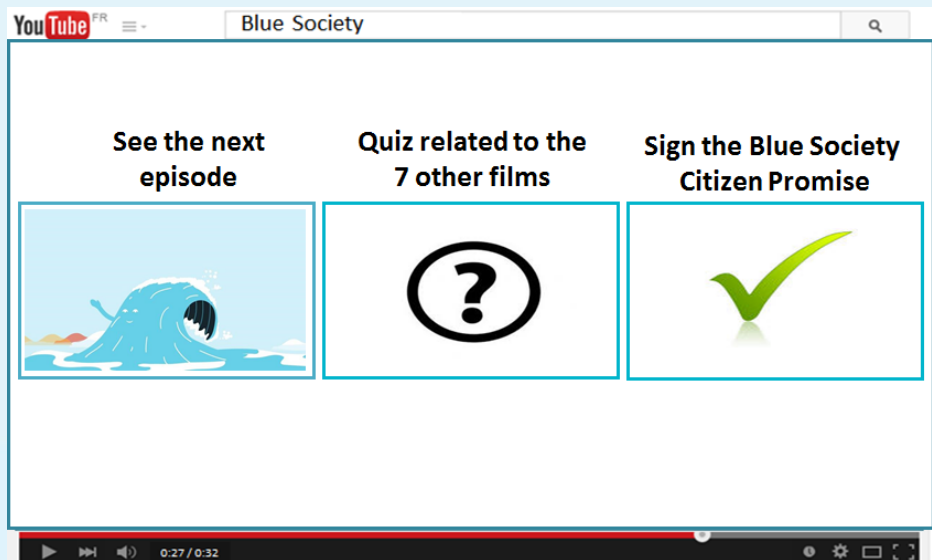 YouTube FR
Blue Society
See the next
episode
Quiz related to the
7 other films
Sign the Blue Society
Citizen Promise
?
0:27 / 0:32